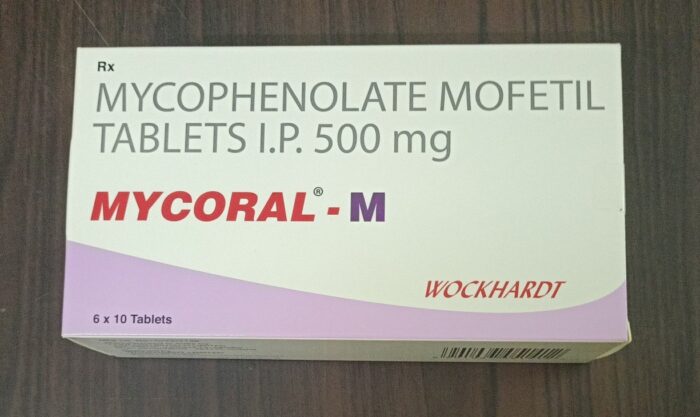 Rx
MYCOPHENOLATE MOFETIL
TABLETS I.P. 500 mg
MYCORAL® - M
WOCKHARDT
6 x 10 Tablets